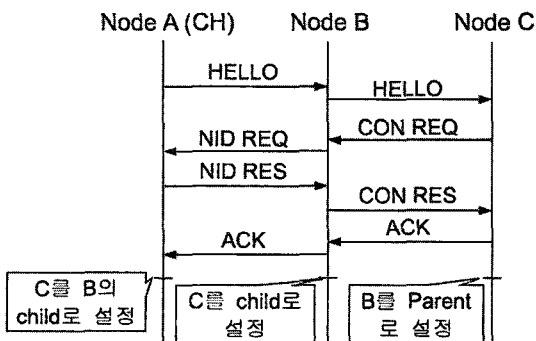 Node A (CH) Node B Node C
HELLO
HELLO
CON REQ
NID REQ
NID RES
CON RES
ACK
ACK
C를 B의
child로 설정
C를 child로
설정
B를 Parent
로 설정